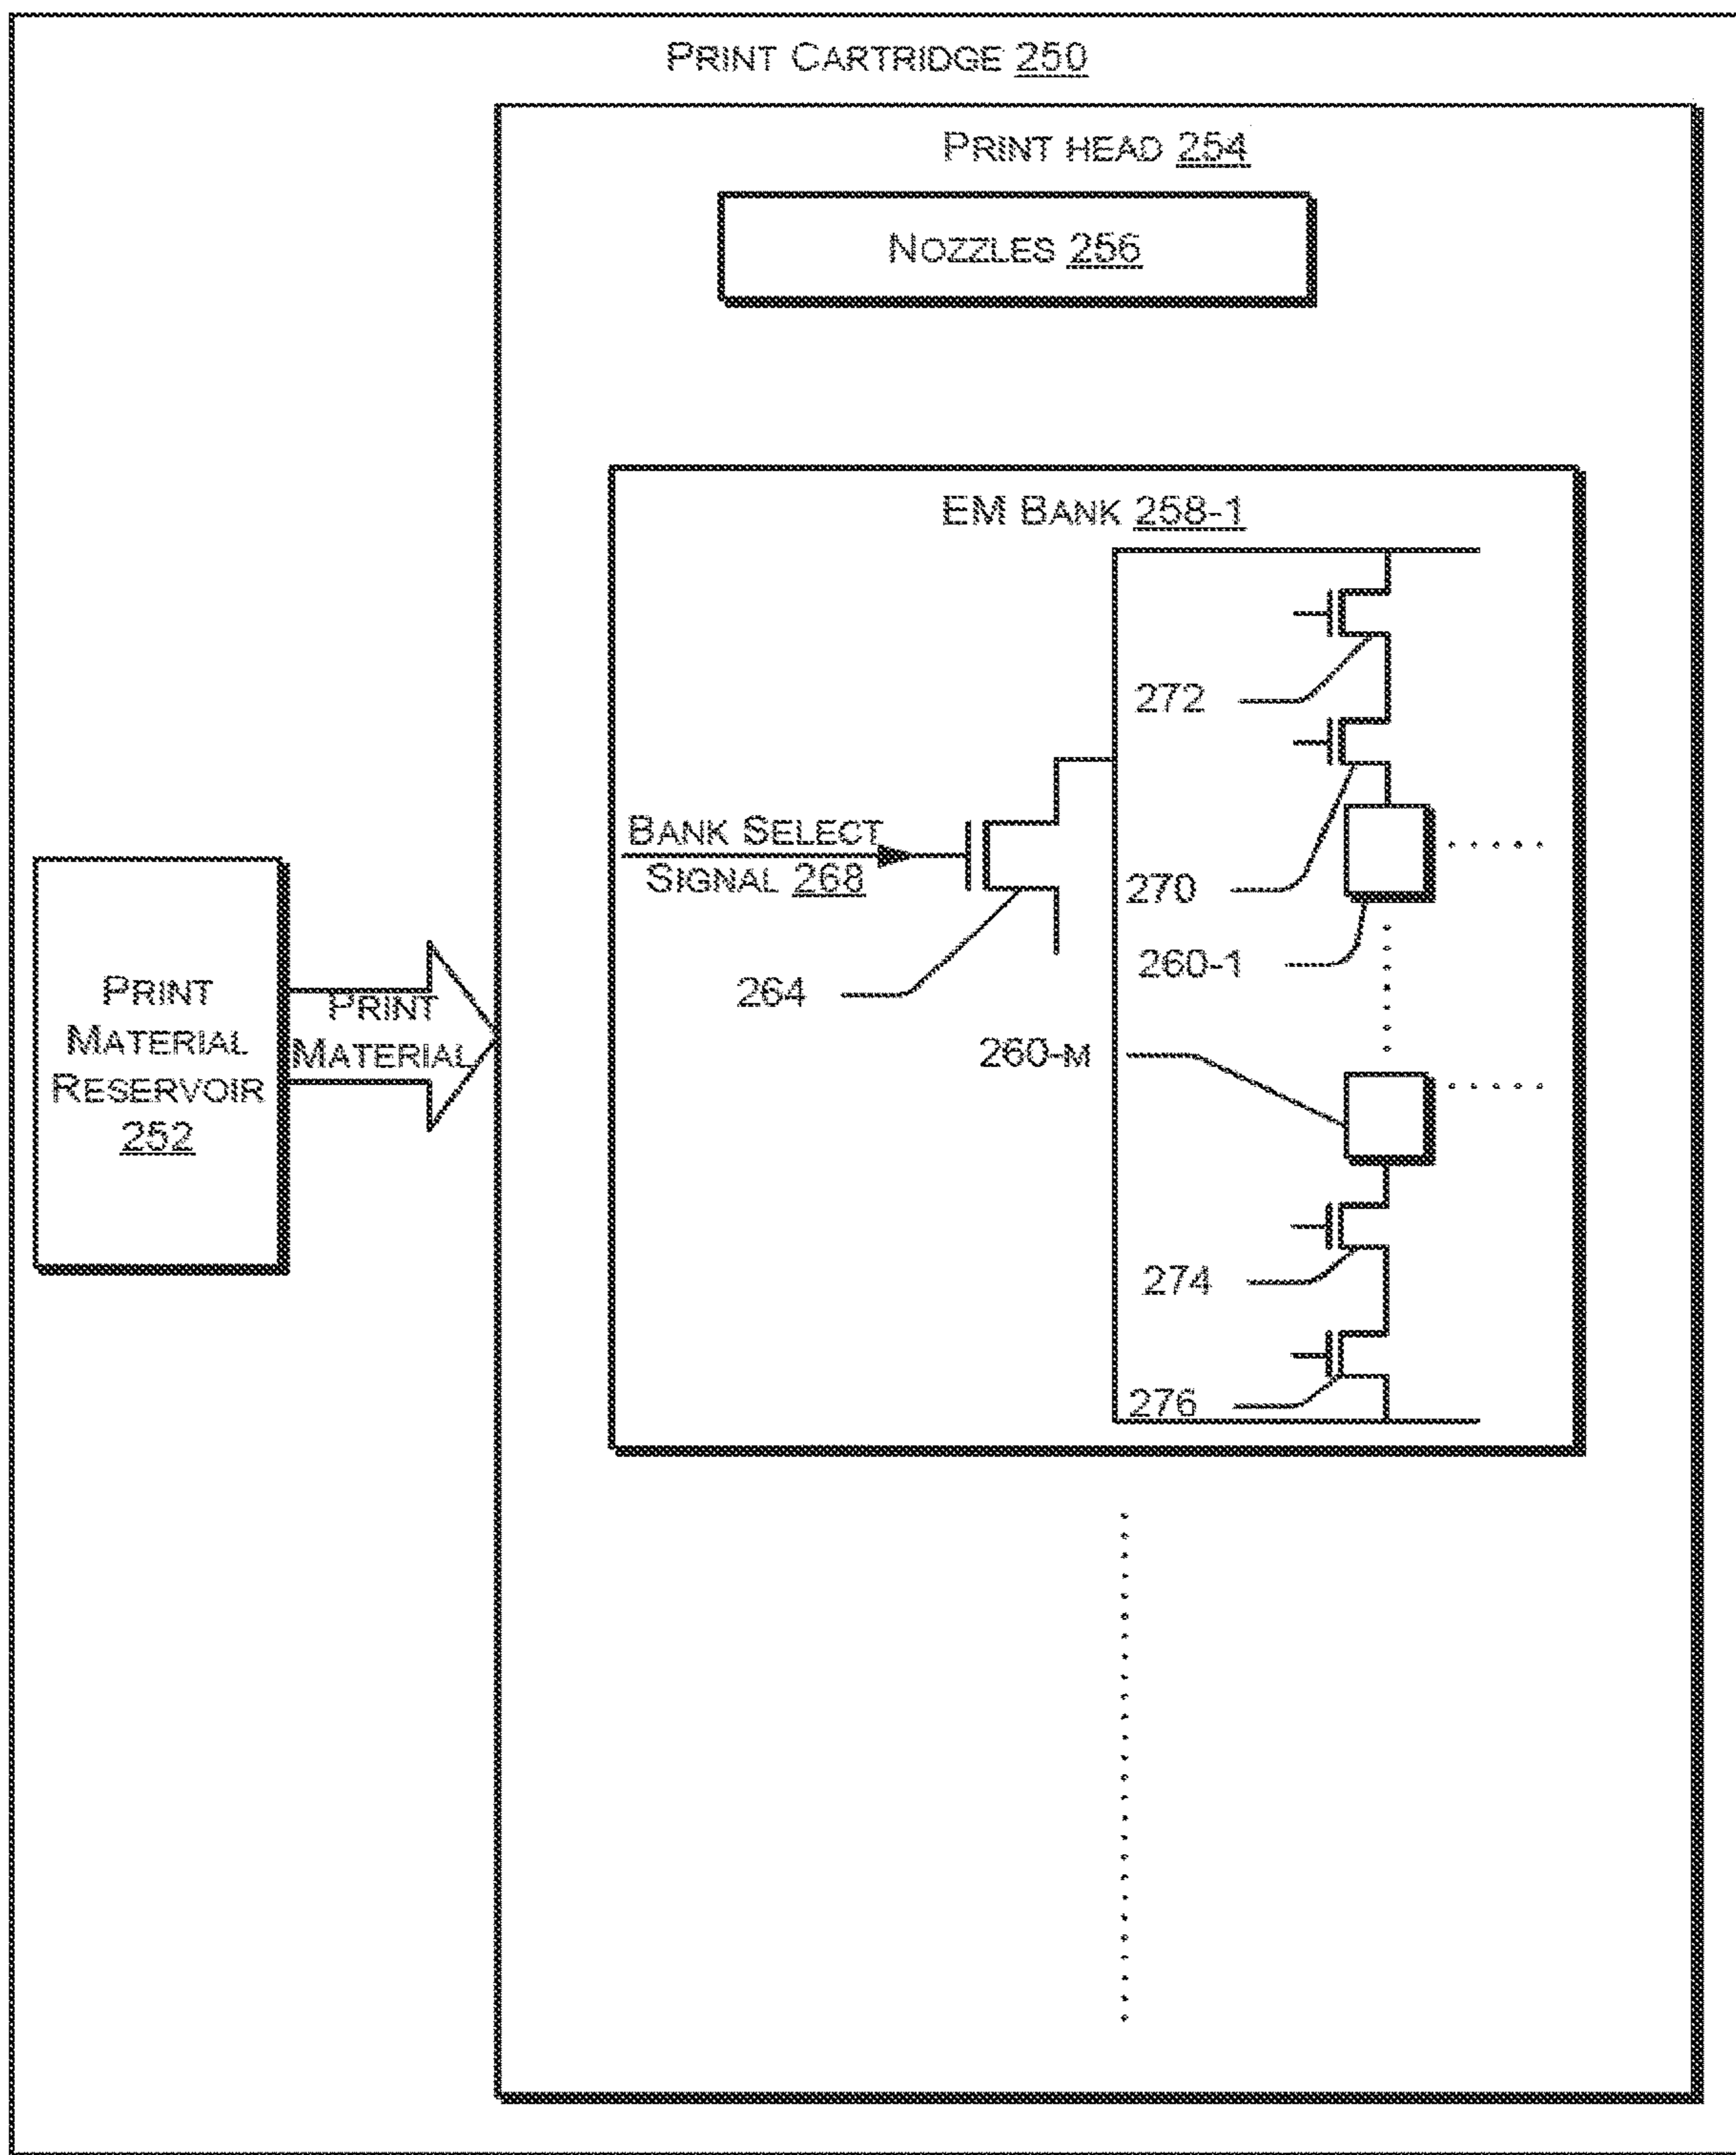 PRINT CARTRIDGE 250
PRINT HEAD 254
NOZZLES 256
EM BANK 258-1
272
BANK SELECT
SIGNAL 268
270
260-1
264
260-M
PRINT
MATERIAL
RESERVOIR
252
PRINT
MATERIAL
274
276